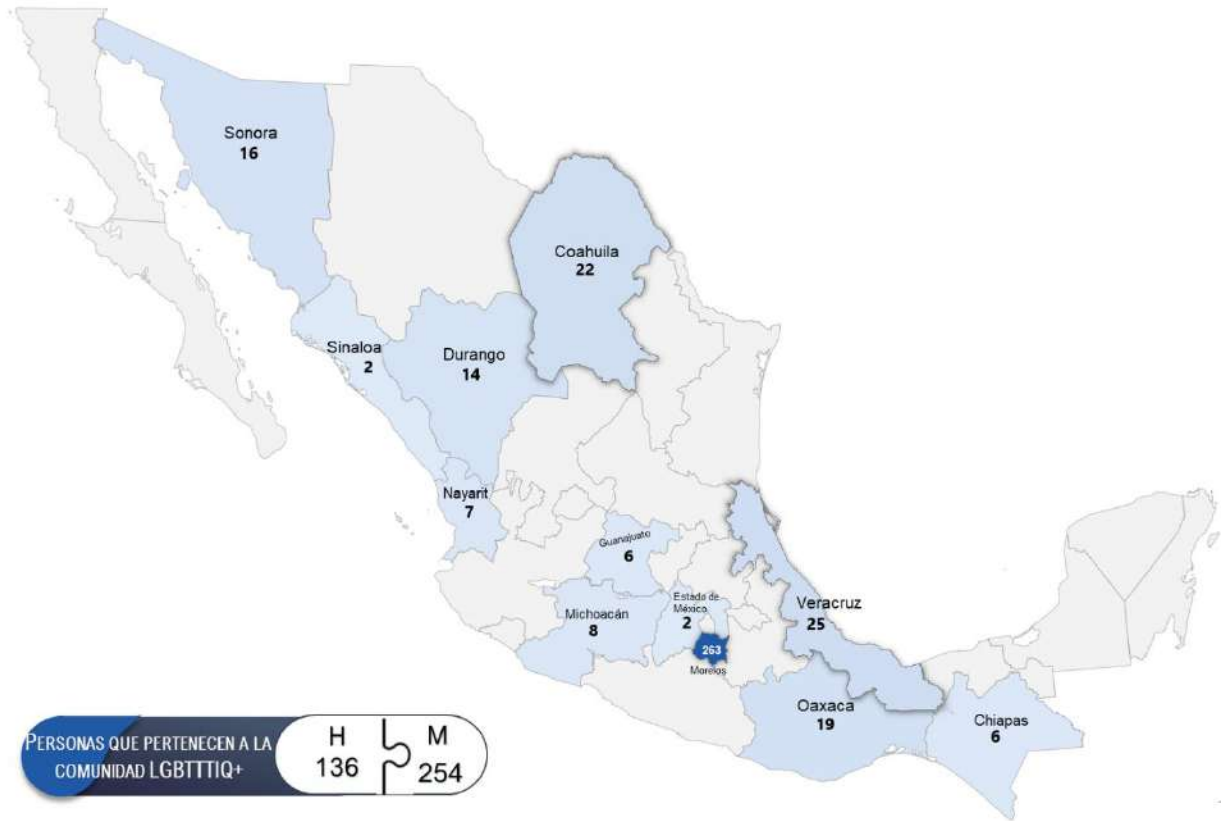 Sonora
16
Coahuila
22
Sinaloa
2
Durango
14
Nayarit
7
Guanajuato
6
Michoacán
8
Estado de
México
2
263
Morelos
Veracruz
25
Oaxaca
19
Chiapas
6
PERSONAS QUE PERTENECEN A LA
COMUNIDAD LGBTTTIQ+
H
136
M
254